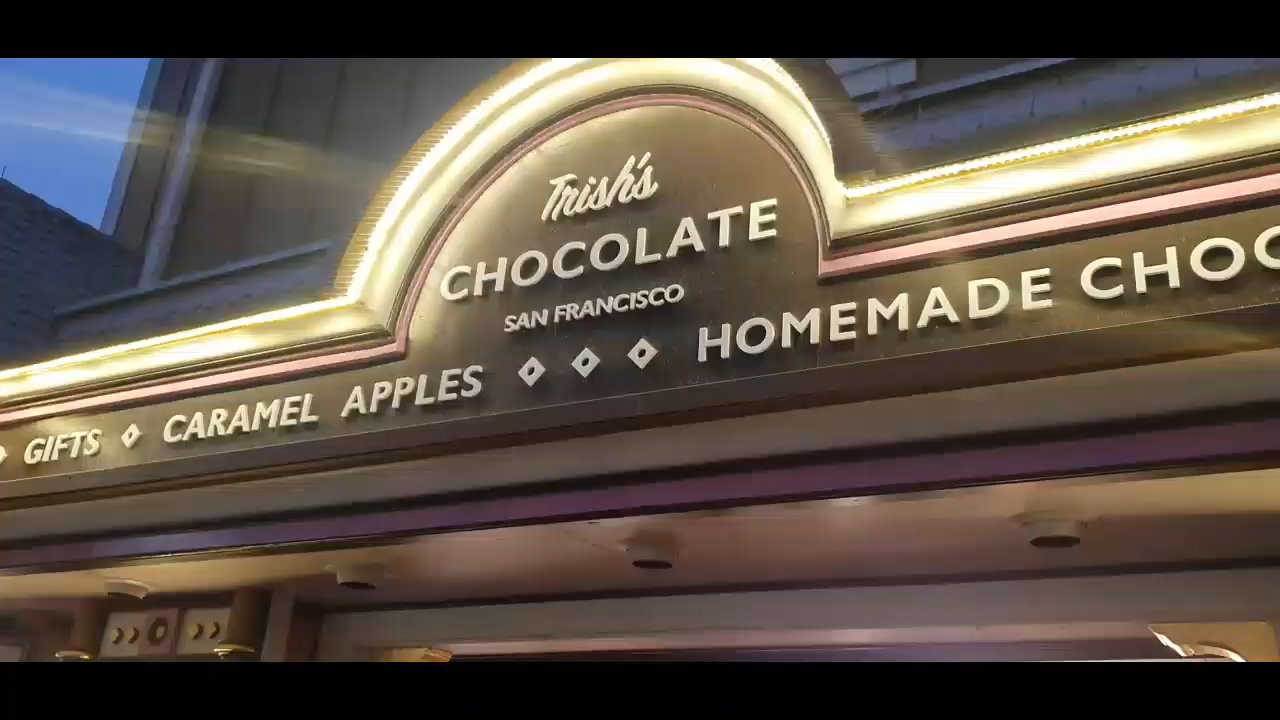 Trish's
CHOCOLATE
SAN FRANCISCO
GIFTS ◇ CARAMEL APPLES ◇ ◇ ◇ HOMEMADE CHOC